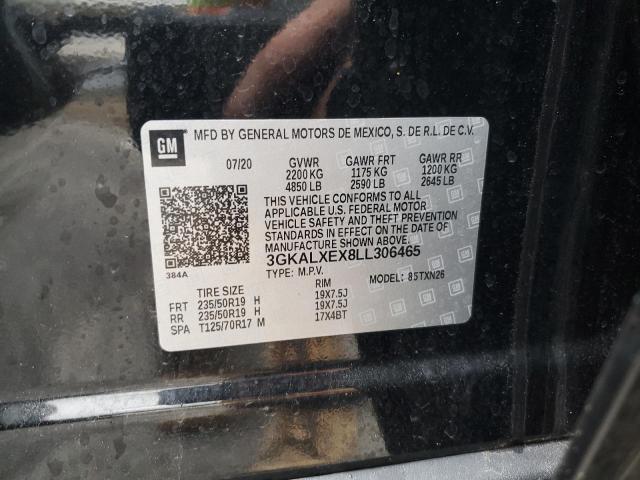 GM
MFD BY GENERAL MOTORS DE MEXICO, S. DE R.L. DE C.V.
07/20 GVWR GAWR FRT GAWR RR
2200 KG 1175 KG 1200 KG
4850 LB 2590 LB 2645 LB
THIS VEHICLE CONFORMS TO ALL
APPLICABLE U.S. FEDERAL MOTOR
VEHICLE SAFETY AND THEFT PREVENTION
STANDARDS IN EFFECT ON THE DATE OF
MANUFACTURE SHOWN ABOVE.
3GKALXEX8LL306465
384A
TYPE: M.P.V. MODEL: 85TXN26
TIRE SIZE RIM
FRT 235/50R19 H 19X7.5J
RR 235/50R19 H 19X7.5J
SPA T125/70R17 M 17X4BT